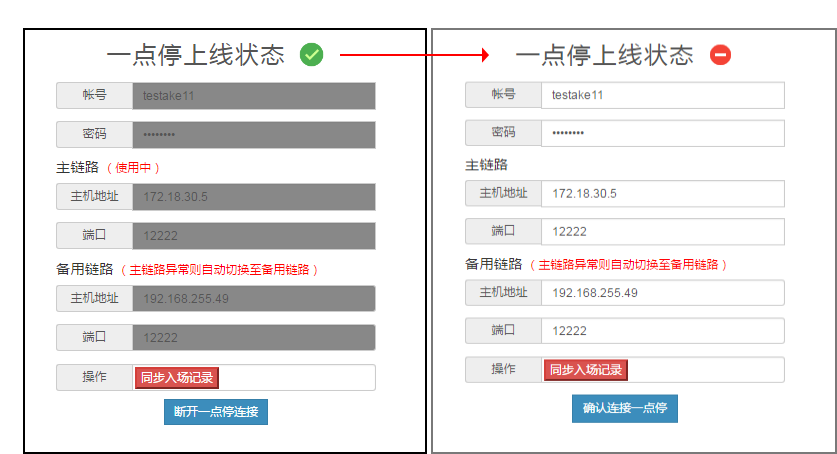 一点停上线状态
帐号 testake11
密码 ••••••••
主链路（使用中）
主机地址 172.18.30.5
端口 12222
备用链路（主链路异常则自动切换至备用链路）
主机地址 192.168.255.49
端口 12222
操作 同步入场记录
断开一点停连接
一点停上线状态
帐号 testake11
密码 ••••••••
主链路
主机地址 172.18.30.5
端口 12222
备用链路（主链路异常则自动切换至备用链路）
主机地址 192.168.255.49
端口 12222
操作 同步入场记录
确认连接一点停